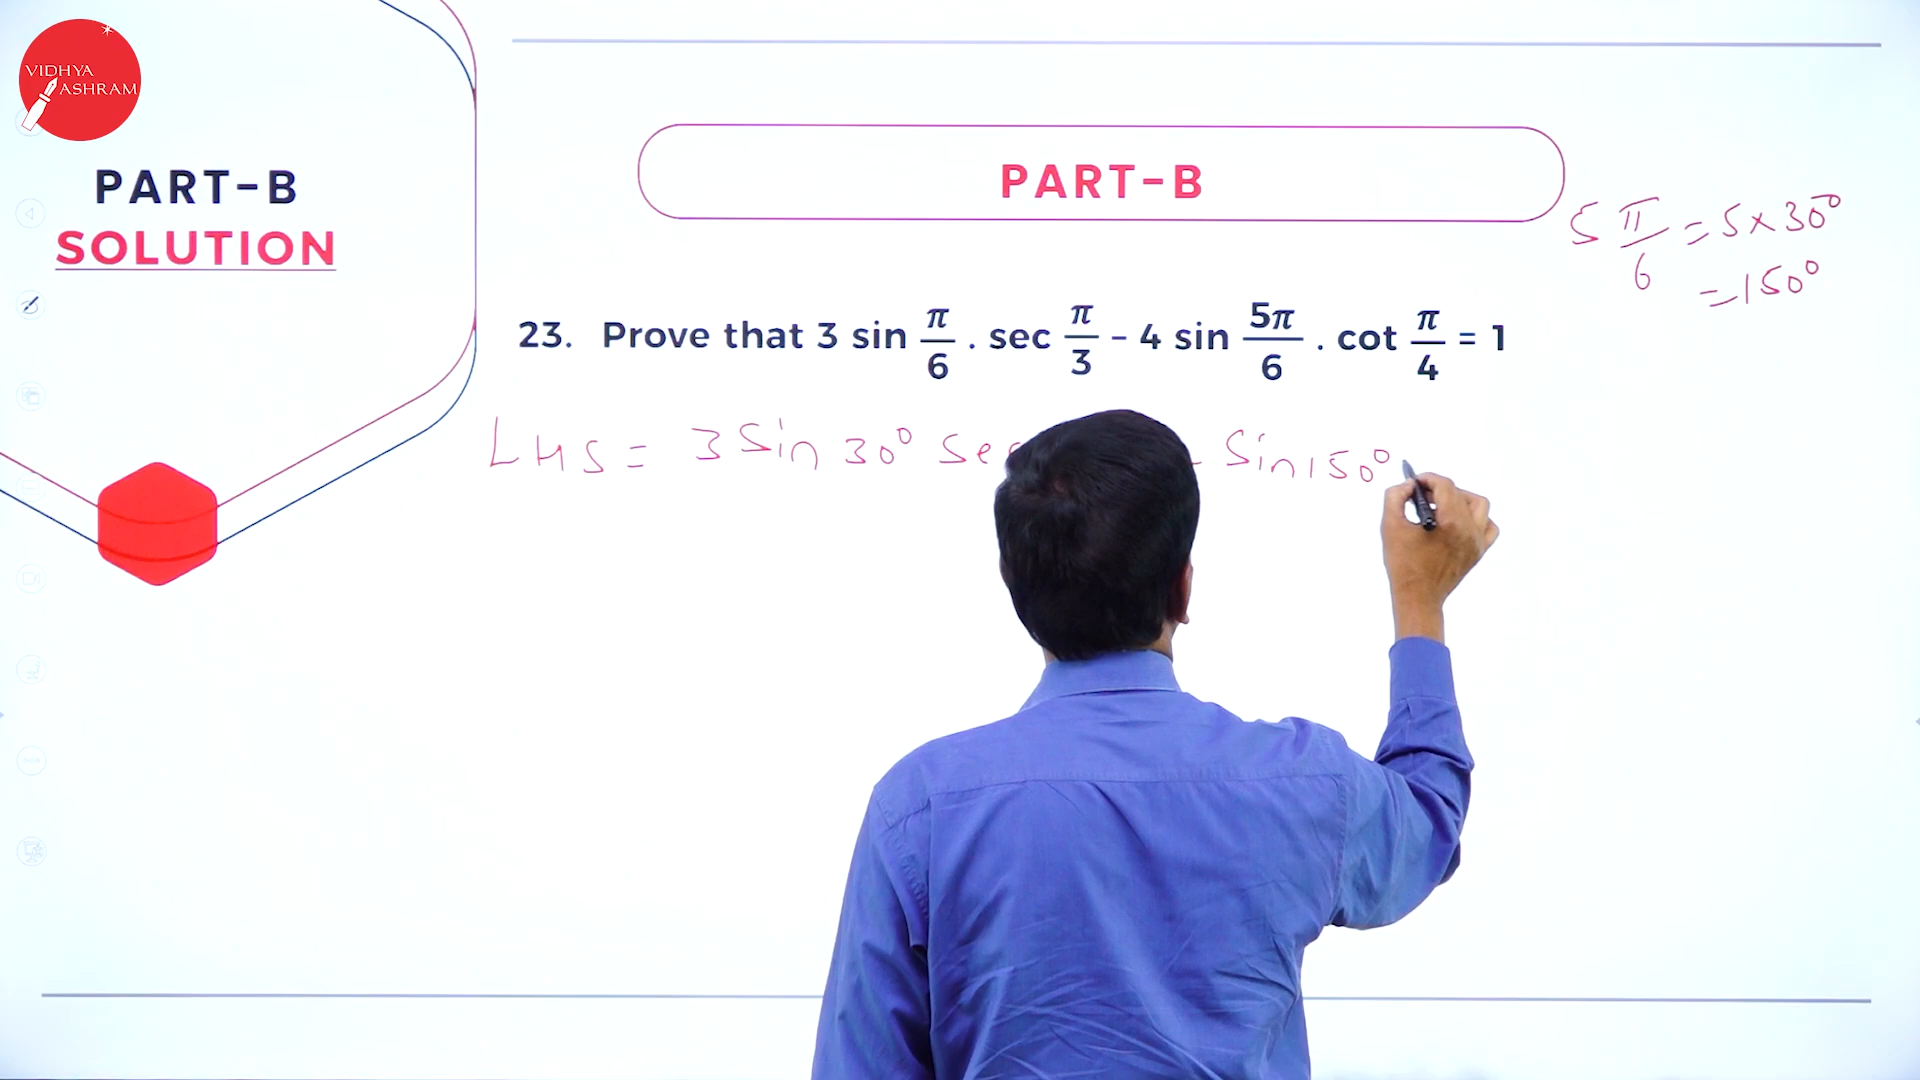 VIDHYA
ASHRAM
PART-B
SOLUTION
PART-B
5 π/6 = 5 × 30°
= 150°
23. Prove that 3 sin π/6 . sec π/3 - 4 sin 5π/6 . cot π/4 = 1
LHS = 3 Sin 30° Sin 150°